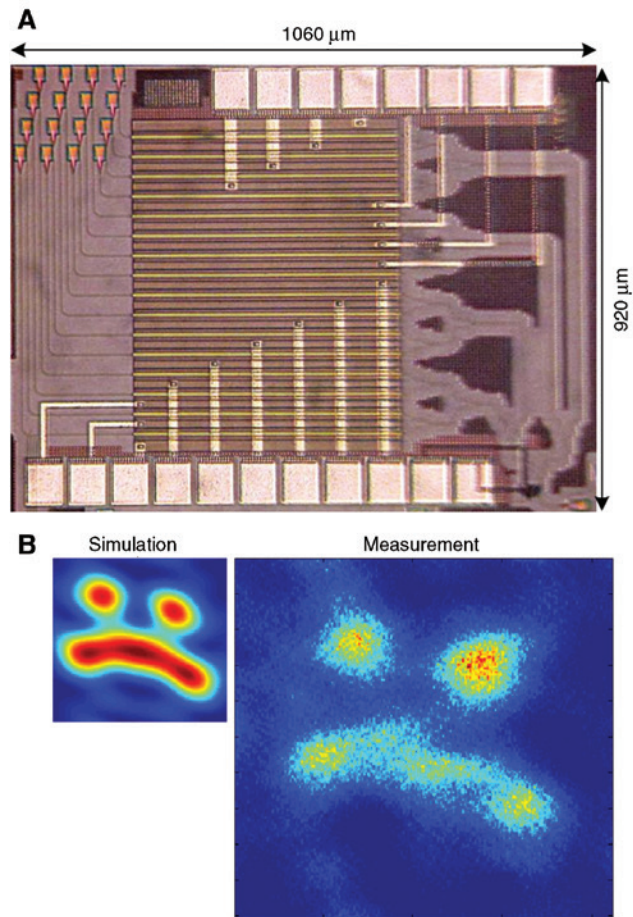 A
1060 μm
920 μm
B
Simulation
Measurement